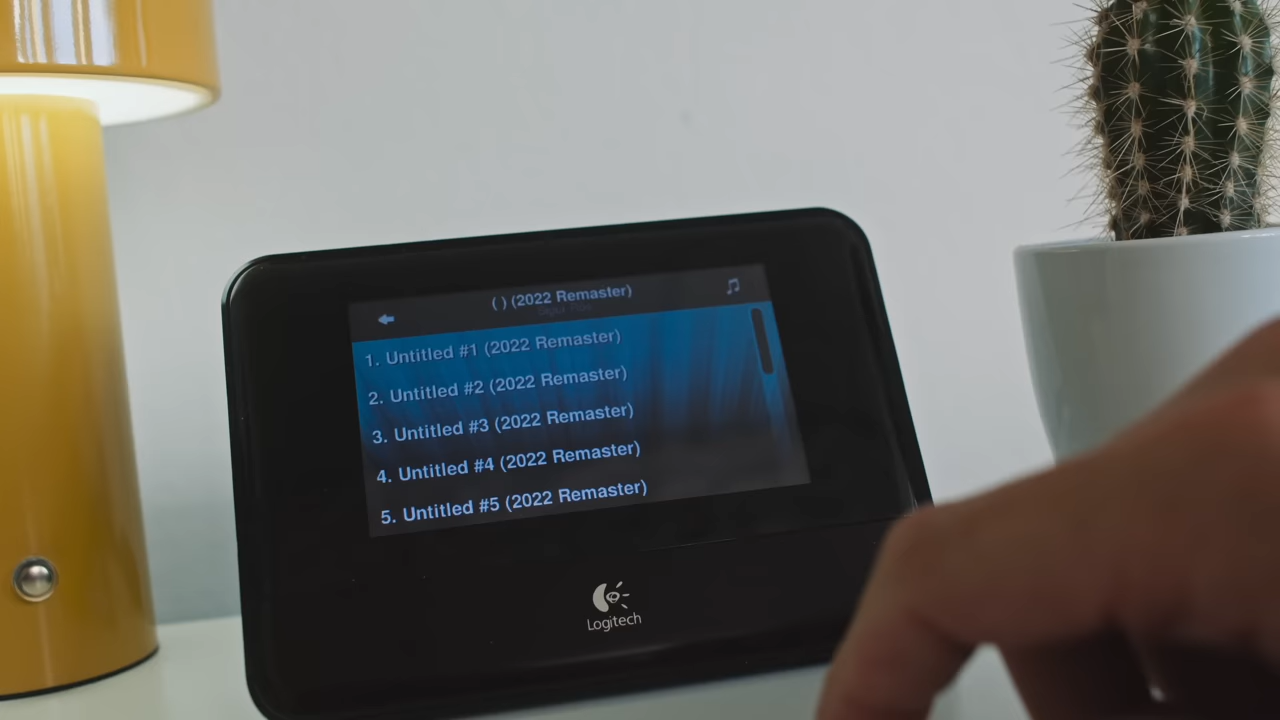 ( ) (2022 Remaster)
1. Untitled #1 (2022 Remaster)
2. Untitled #2 (2022 Remaster)
3. Untitled #3 (2022 Remaster)
4. Untitled #4 (2022 Remaster)
5. Untitled #5 (2022 Remaster)
Logitech